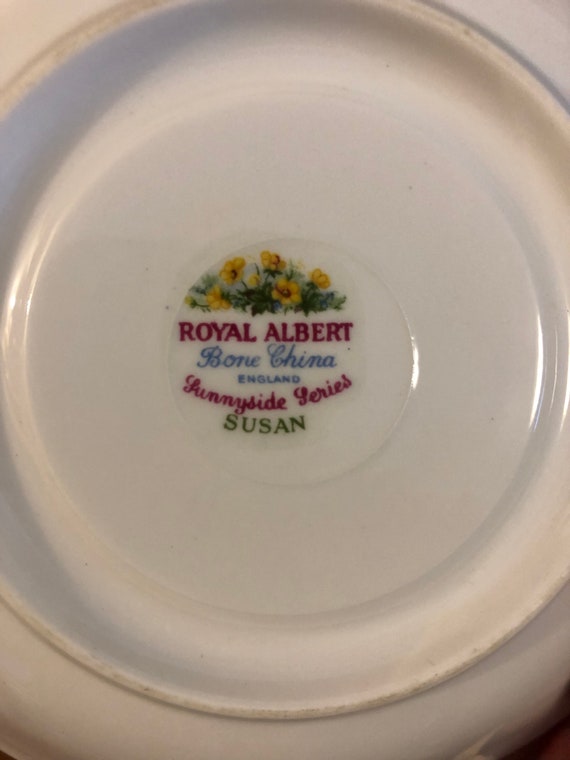 ROYAL ALBERT
Bone China
ENGLAND
Sunnyside Series
SUSAN